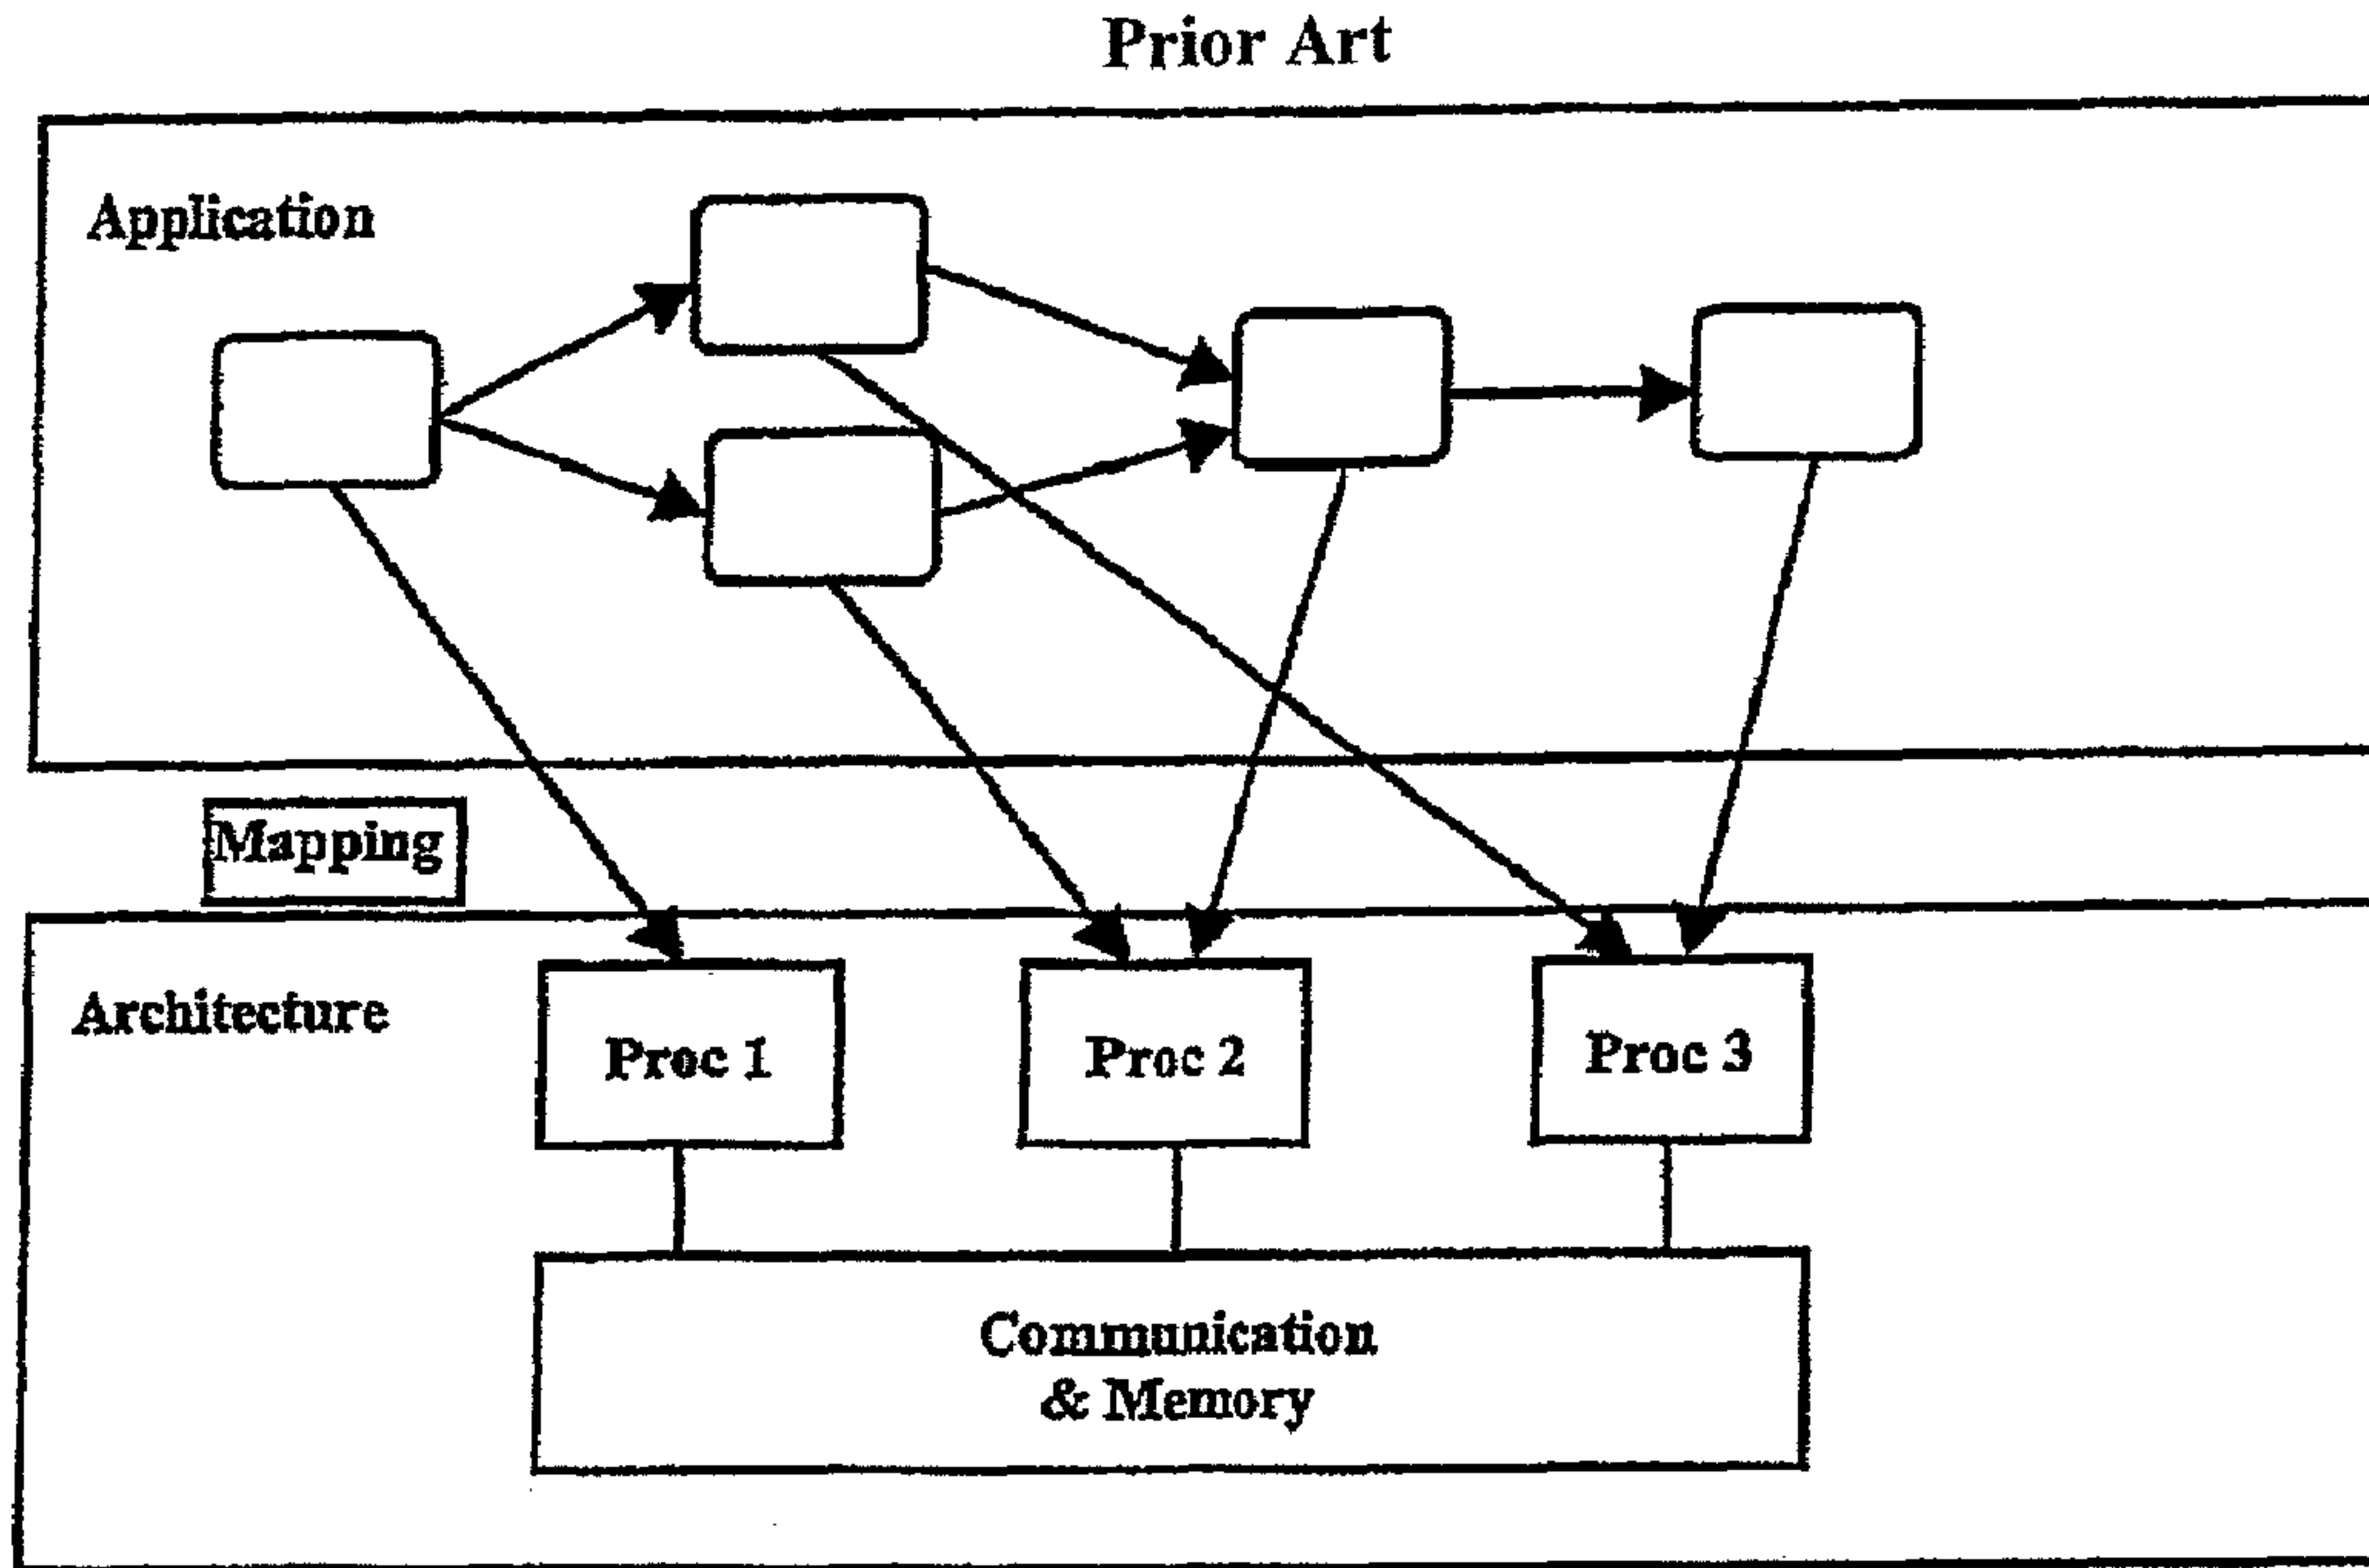 Prior Art
Application
Mapping
Architecture
Proc 1
Proc 2
Proc 3
Communication
& Memory